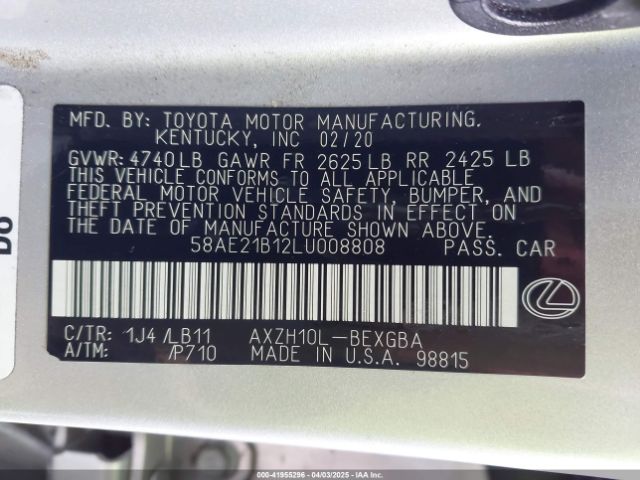 MFD. BY: TOYOTA MOTOR MANUFACTURING,
KENTUCKY, INC 02/20
GVWR: 4740LB GAWR FR 2625LB RR 2425 LB
THIS VEHICLE CONFORMS TO ALL APPLICABLE
FEDERAL MOTOR VEHICLE SAFETY, BUMPER, AND
THEFT PREVENTION STANDARDS IN EFFECT ON
THE DATE OF MANUFACTURE SHOWN ABOVE.
58AE21B12LU008808 PASS. CAR
C/TR: 1J4 /LB11 AXZH10L-BEXGBA
A/TM: /P710 MADE IN U.S.A. 98815
000-41955296 - 04/03/2025 - IAAI.com